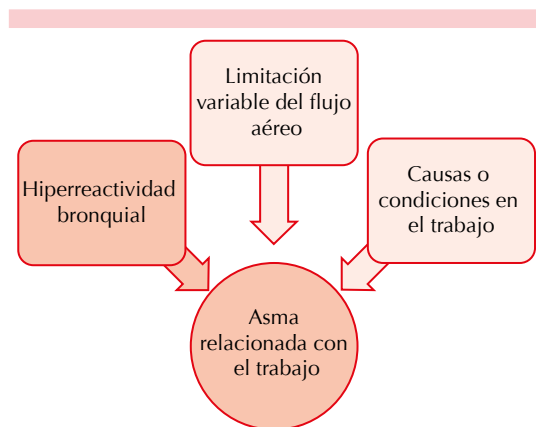 Limitación
variable del flujo
aéreo
Hiperreactividad
bronquial
Causas o
condiciones en
el trabajo
Asma
relacionada con
el trabajo